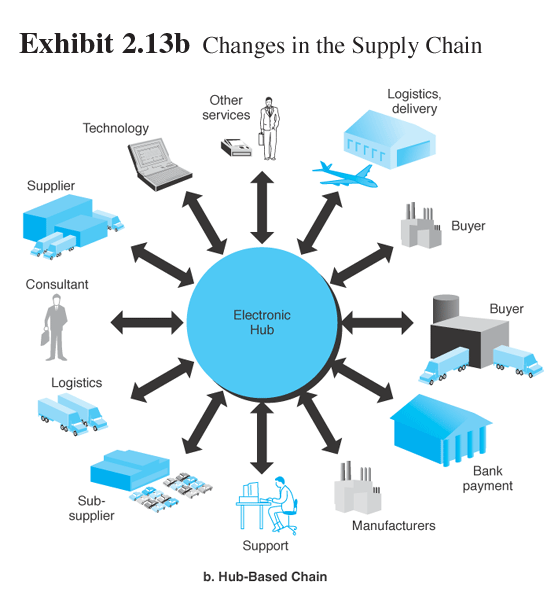 Exhibit 2.13b Changes in the Supply Chain
Other
services
Logistics,
delivery
Technology
Supplier
Buyer
Consultant
Electronic
Hub
Buyer
Logistics
Bank
payment
Sub-
supplier
Manufacturers
Support
b. Hub-Based Chain